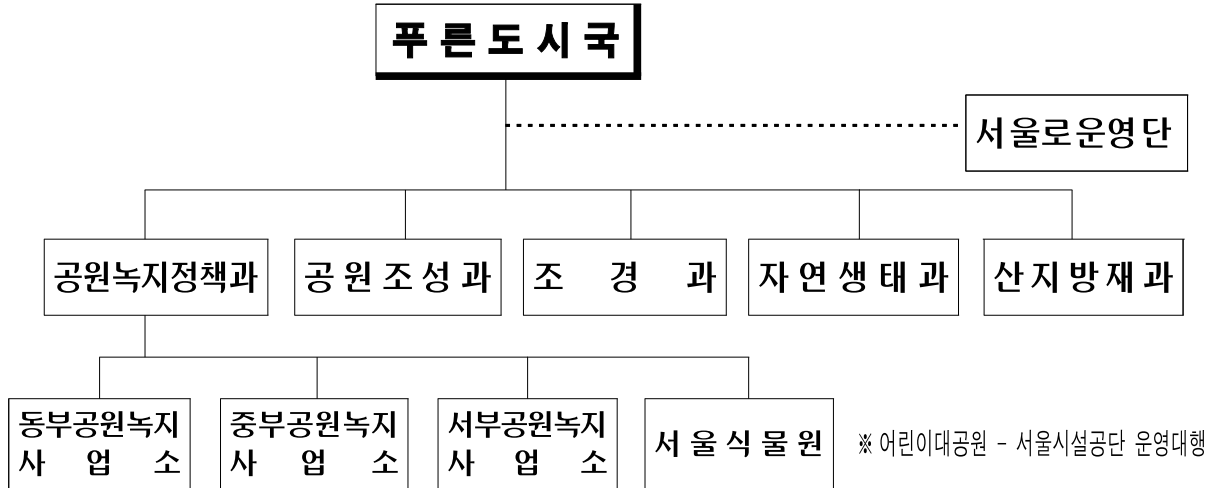 푸른도시국
서울로운영단
공원녹지정책과
공원조성과
조 경 과
자연생태과
산지방재과
동부공원녹지
사 업 소
중부공원녹지
사 업 소
서부공원녹지
사 업 소
서울식물원
※ 어린이대공원 - 서울시설공단 운영대행